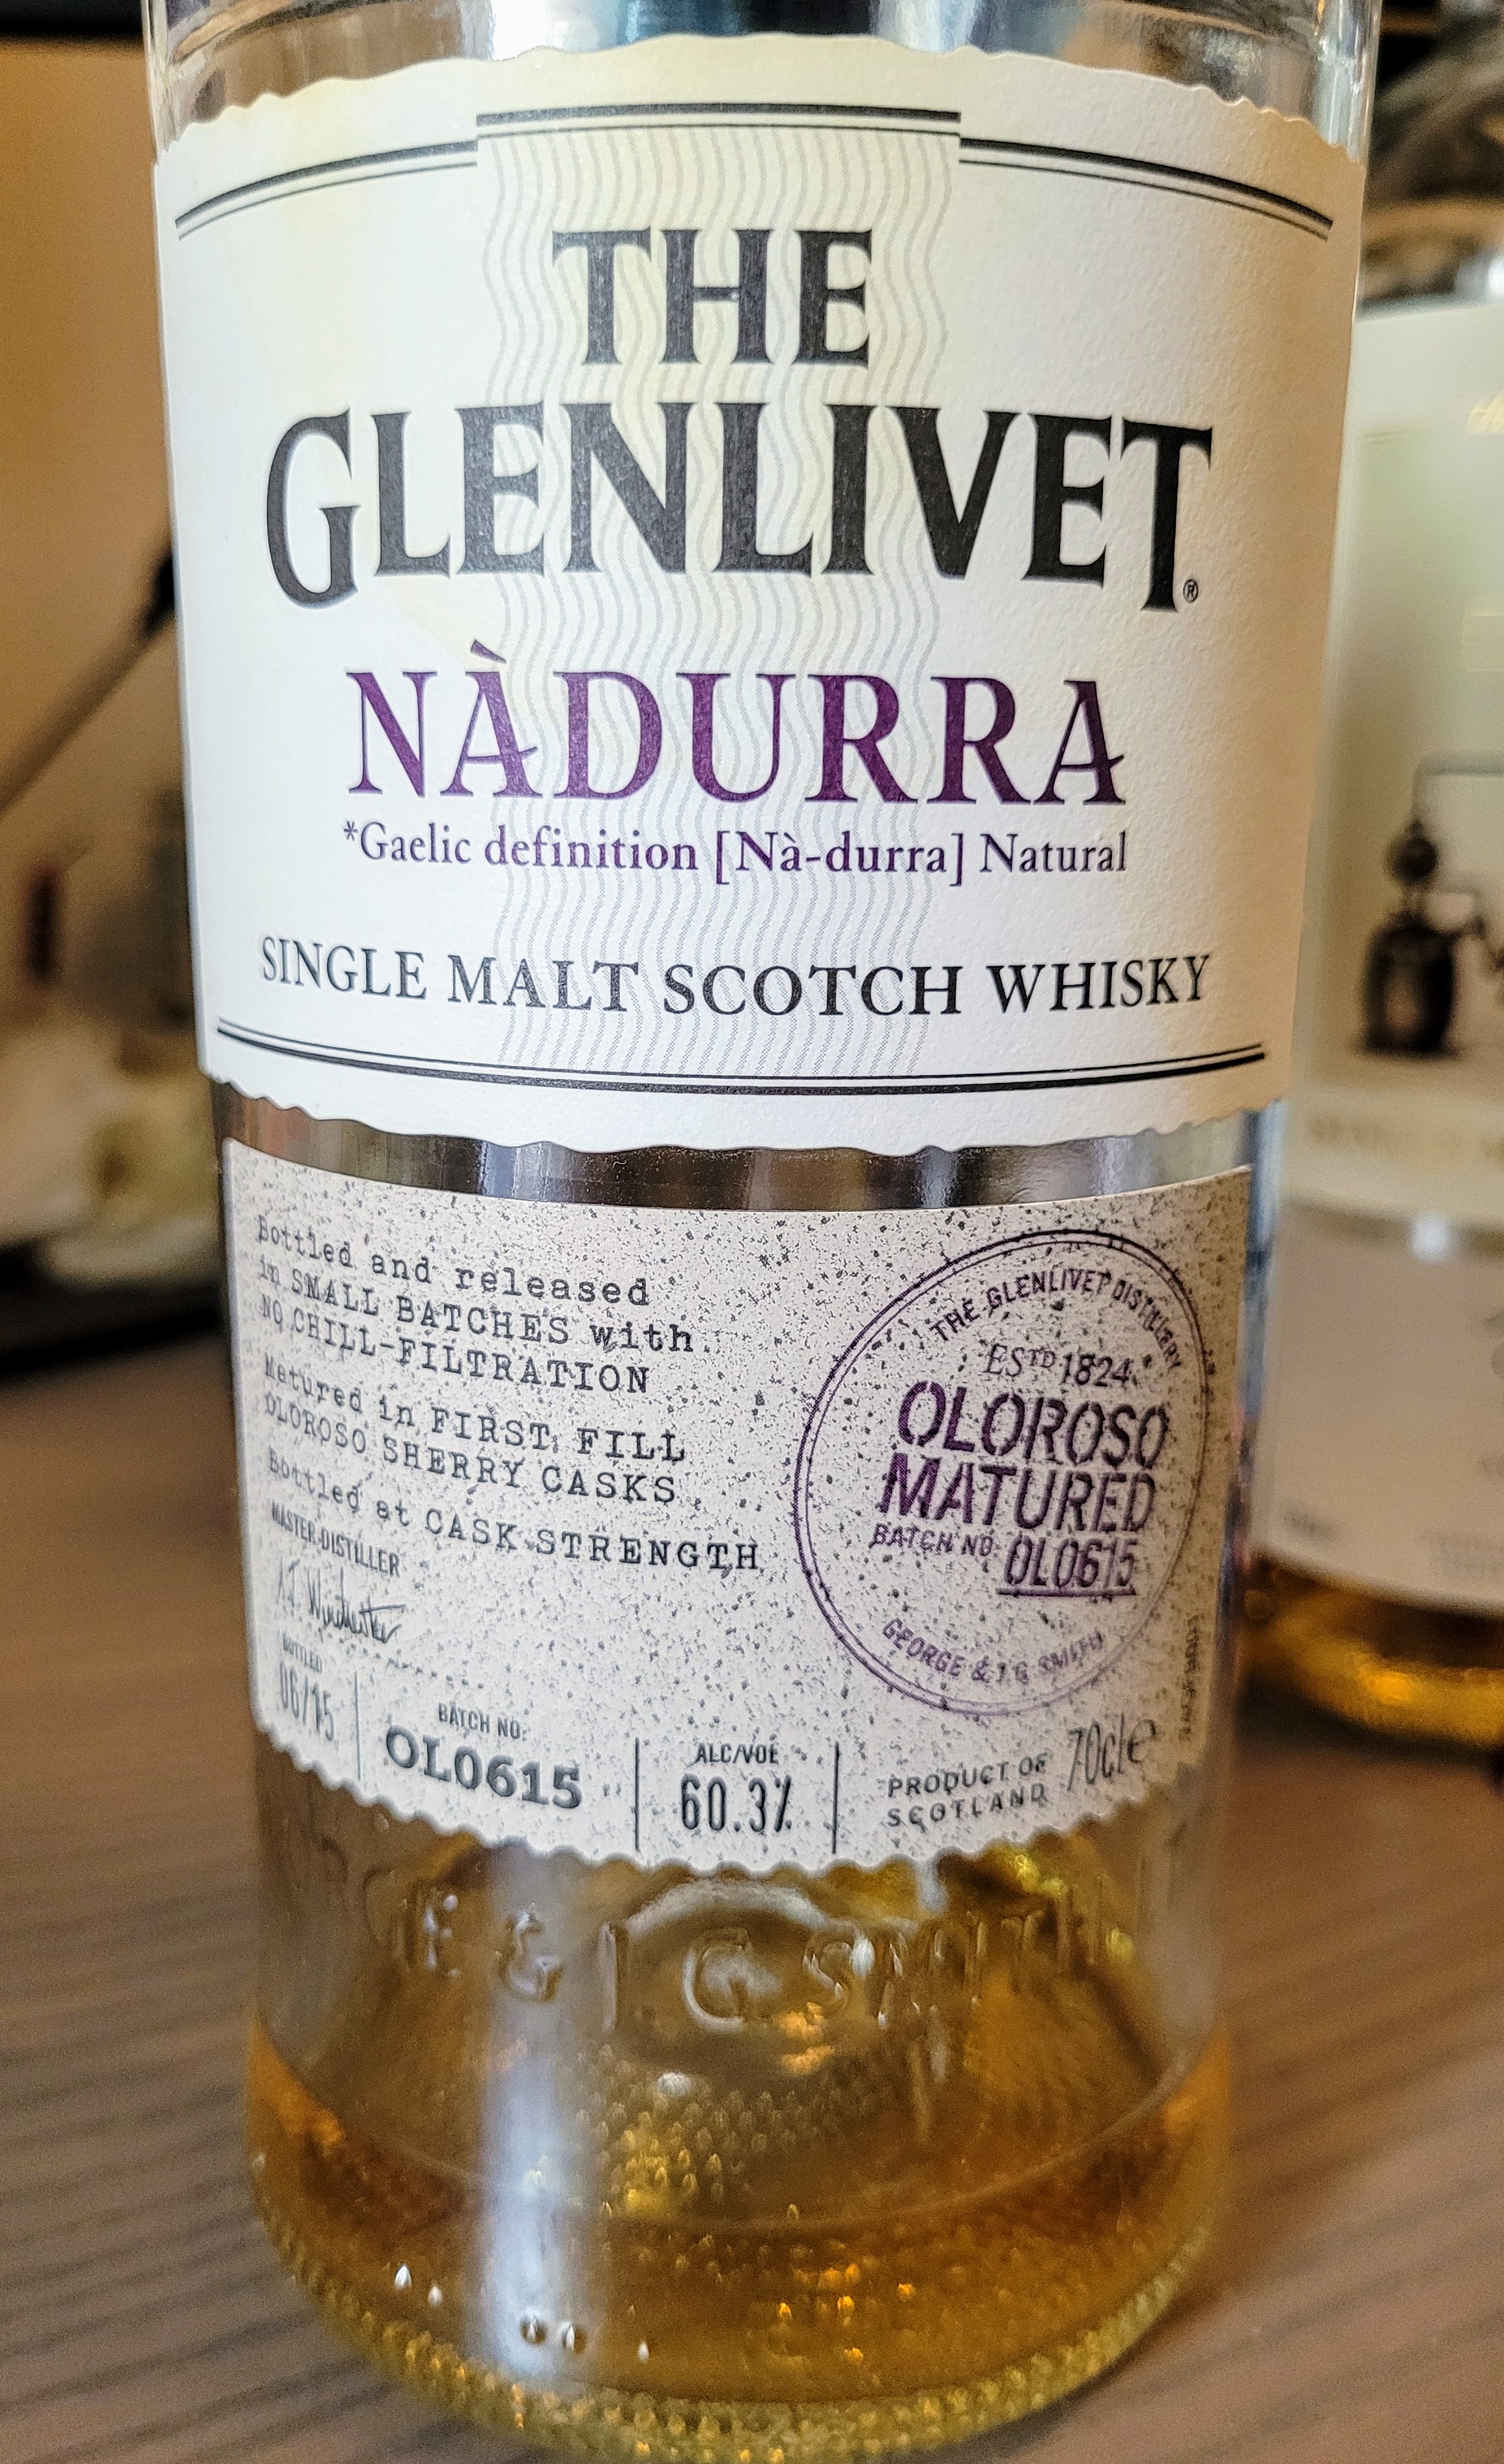 THE
GLENLIVET®
NÀDURRA
*Gaelic definition [Nà-durra] Natural
SINGLE MALT SCOTCH WHISKY
Bottled and released
in SMALL BATCHES with
NO CHILL-FILTRATION
Matured in FIRST FILL
OLOROSO SHERRY CASKS
Bottled at CASK STRENGTH
MASTER DISTILLER
THE GLENLIVET DISTILLERY
ESTD 1824
OLOROSO
MATURED
BATCH NO: OL0615
GEORGE & J.G. SMITH
BOTTLED
06/15
BATCH NO:
OL0615
ALC/VOL
60.3%
PRODUCT OF
SCOTLAND
70cl e
GEORGE & J.G. SMITH